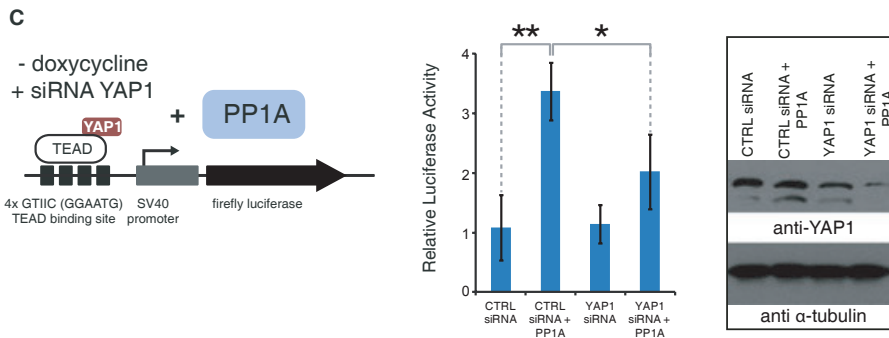 C
- doxycycline
+ siRNA YAP1
+
PP1A
YAP1
TEAD
4x GTIIC (GGAATG)
TEAD binding site
SV40
promoter
firefly luciferase
Relative Luciferase Activity
4
3
2
1
0
**
*
CTRL
siRNA
CTRL
siRNA +
PP1A
YAP1
siRNA
YAP1
siRNA +
PP1A
CTRL siRNA
CTRL siRNA +
PP1A
YAP1 siRNA
YAP1 siRNA +
PP1A
anti-YAP1
anti α-tubulin